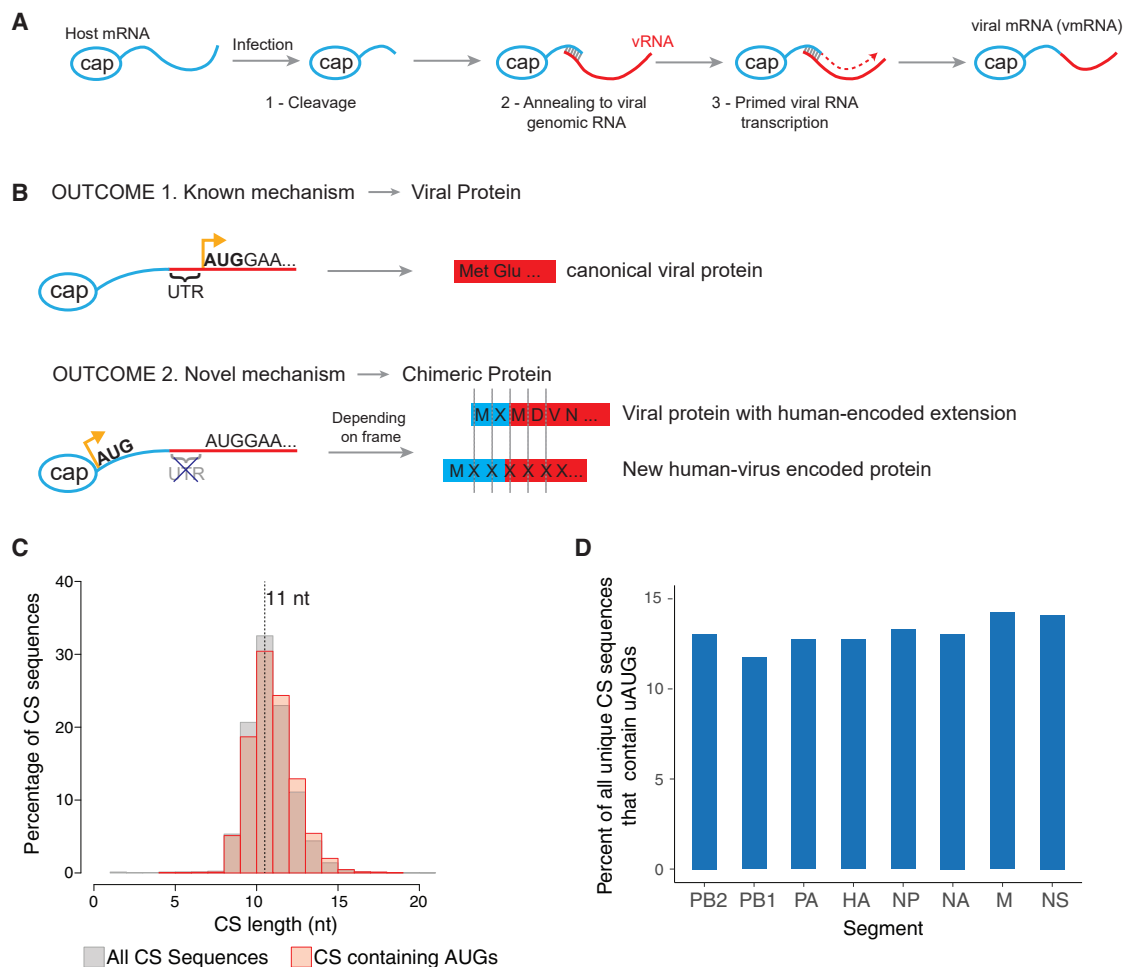 A
Host mRNA
cap
Infection
1 - Cleavage
cap
cap
vRNA
2 - Annealing to viral
genomic RNA
cap
3 - Primed viral RNA
transcription
viral mRNA (vmRNA)
cap
B
OUTCOME 1. Known mechanism
Viral Protein
cap
AUGGAA...
UTR
Met Glu ...
canonical viral protein
OUTCOME 2. Novel mechanism
Chimeric Protein
cap
AUG
AUGGAA...
UTR
Depending
on frame
M X M D V N ...
Viral protein with human-encoded extension
M X X X X X X...
New human-virus encoded protein
C
Percentage of CS sequences
40
30
20
10
0
11 nt
0 5 10 15 20
CS length (nt)
All CS Sequences
CS containing AUGs
D
Percent of all unique CS sequences
that contain uAUGs
15
10
5
0
PB2 PB1 PA HA NP NA M NS
Segment